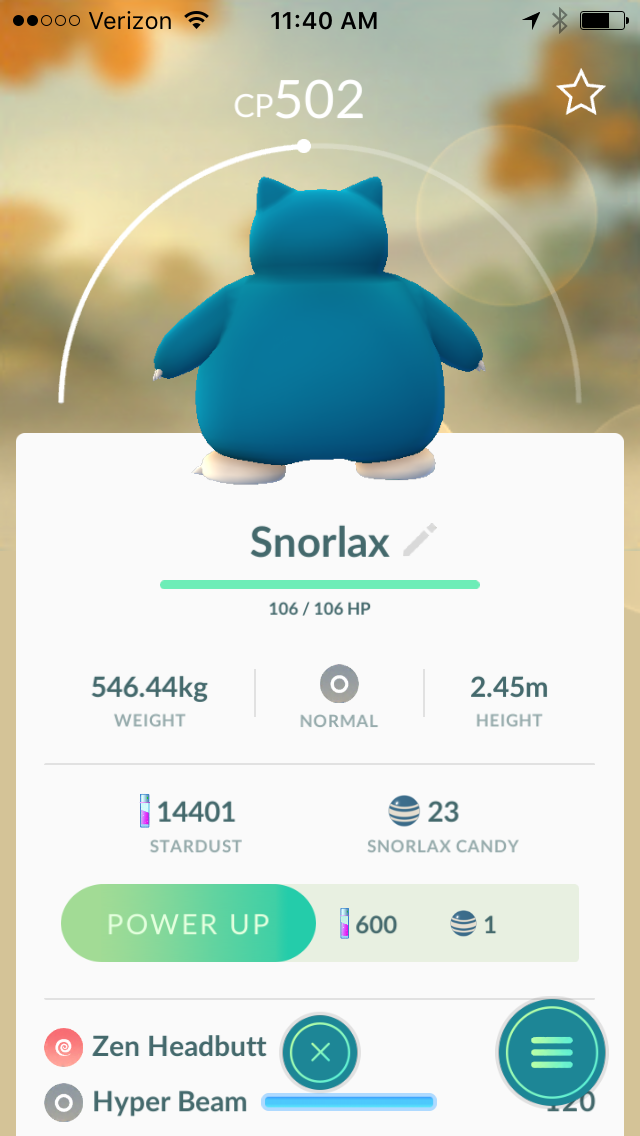 Verizon 11:40 AM
CP502
Snorlax
106 / 106 HP
546.44kg 2.45m
WEIGHT NORMAL HEIGHT
14401 23
STARDUST SNORLAX CANDY
POWER UP 600 1
Zen Headbutt
Hyper Beam 120